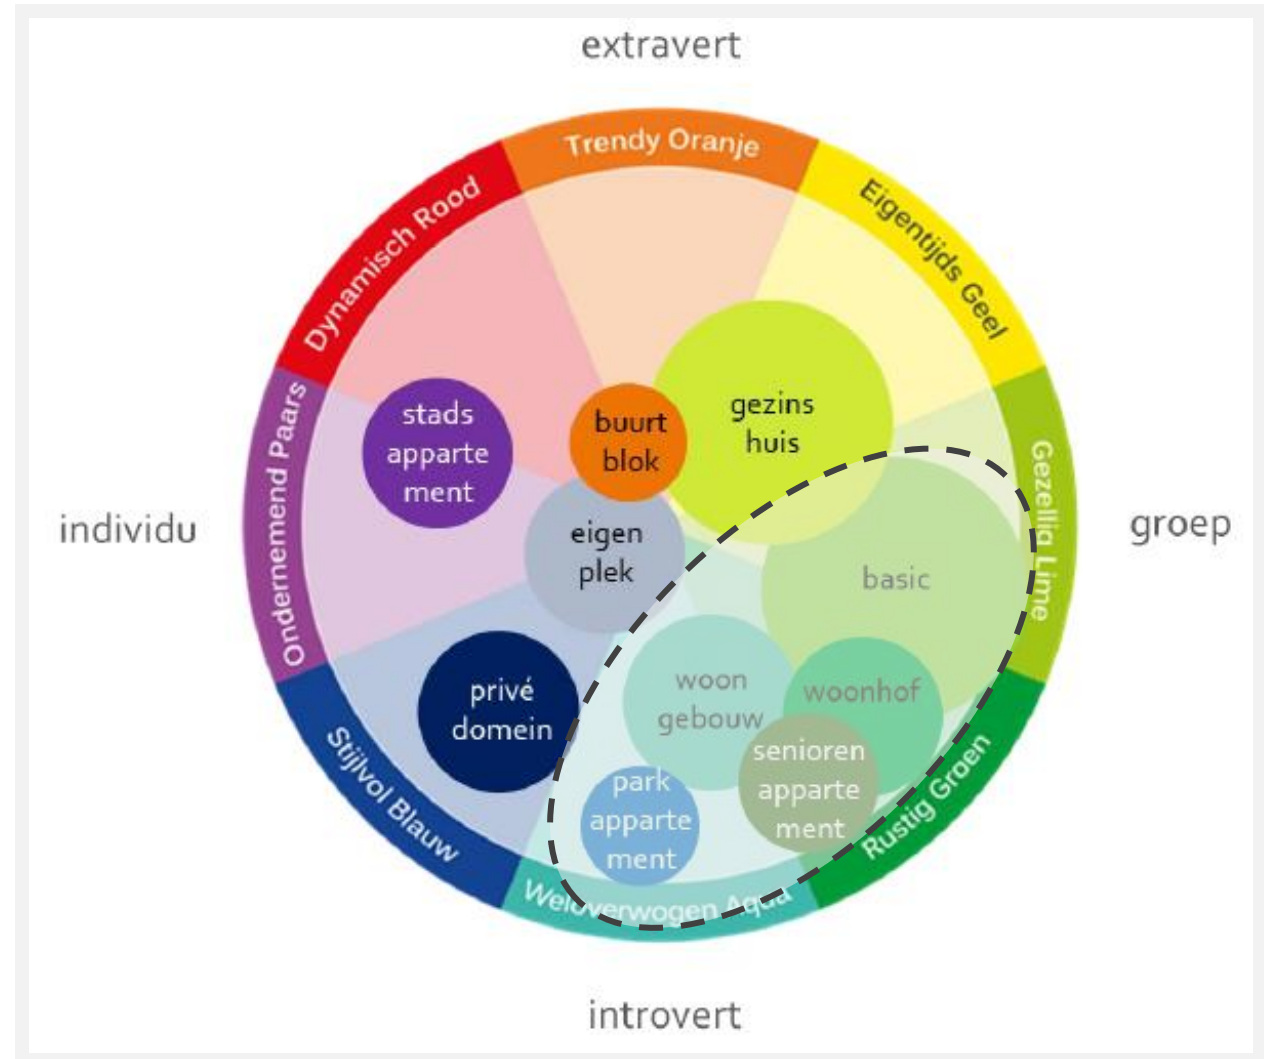 extravert
Trendy Oranje
Dynamisch Rood
Eigentijds Geel
Ondernemend Paars
Gezellig Lime
individu
groep
stads
apparte
ment
buurt
blok
gezins
huis
eigen
plek
basic
privé
domein
woon
gebouw
woonhof
senioren
apparte
ment
park
apparte
ment
Stijlvol Blauw
Weloverwogen Aqua
Rustig Groen
introvert